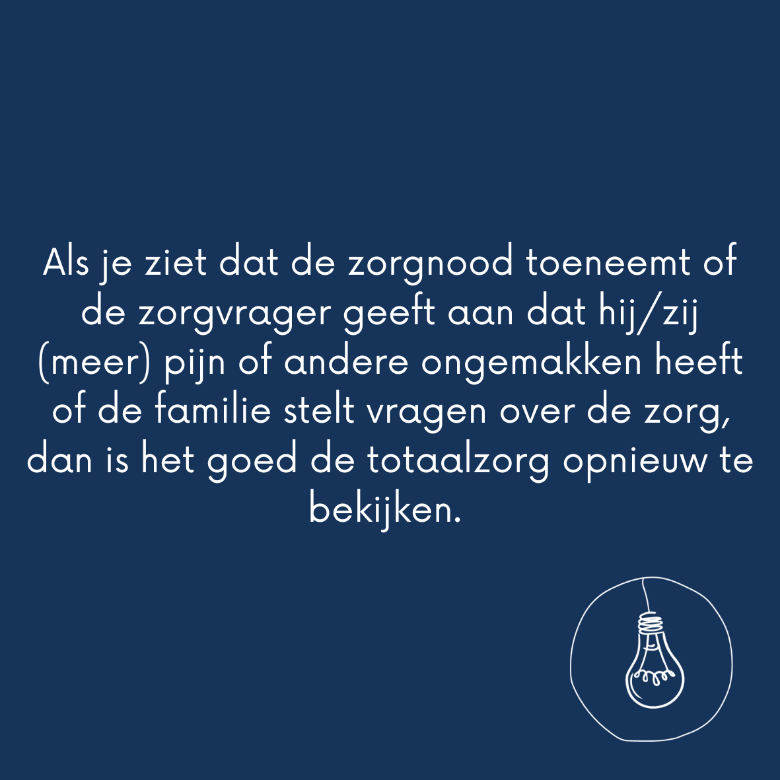 Als je ziet dat de zorgnood toeneemt of
de zorgvrager geeft aan dat hij/zij
(meer) pijn of andere ongemakken heeft
of de familie stelt vragen over de zorg,
dan is het goed de totaalzorg opnieuw te
bekijken.